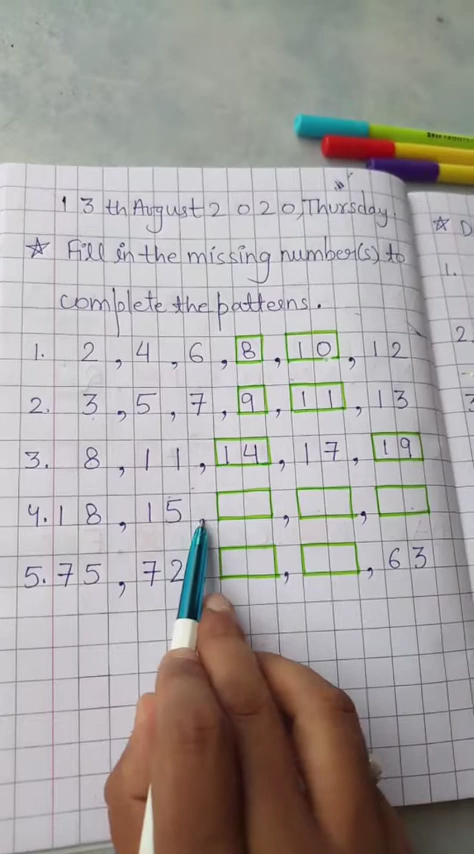 13th August 2020, Thursday.
☆ Fill in the missing number(s) to
complete the patterns.
1. 2, 4, 6, 8, 10, 12
2. 3, 5, 7, 9, 11, 13
3. 8, 11, 14, 17, 19
4. 18, 15, , ,
5. 75, 72 , , 63
☆ D
1.
2.